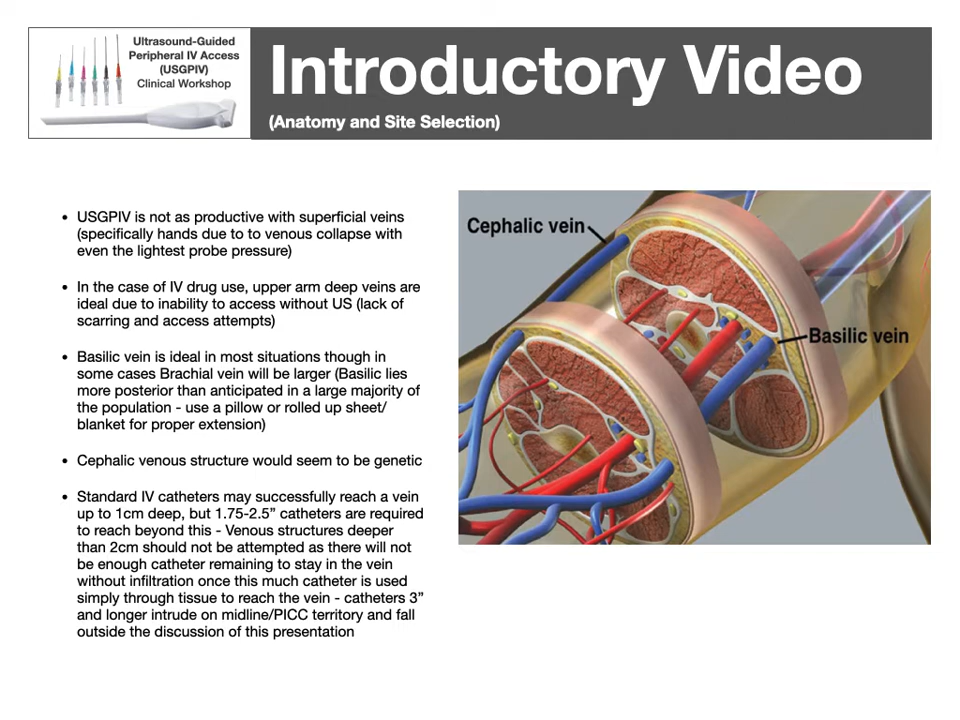 Ultrasound-Guided
Peripheral IV Access
(USGPIV)
Clinical Workshop
Introductory Video
(Anatomy and Site Selection)
• USGPIV is not as productive with superficial veins
(specifically hands due to to venous collapse with
even the lightest probe pressure)
• In the case of IV drug use, upper arm deep veins are
ideal due to inability to access without US (lack of
scarring and access attempts)
• Basilic vein is ideal in most situations though in
some cases Brachial vein will be larger (Basilic lies
more posterior than anticipated in a large majority of
the population - use a pillow or rolled up sheet/
blanket for proper extension)
• Cephalic venous structure would seem to be genetic
• Standard IV catheters may successfully reach a vein
up to 1cm deep, but 1.75-2.5” catheters are required
to reach beyond this - Venous structures deeper
than 2cm should not be attempted as there will not
be enough catheter remaining to stay in the vein
without infiltration once this much catheter is used
simply through tissue to reach the vein - catheters 3”
and longer intrude on midline/PICC territory and fall
outside the discussion of this presentation
Cephalic vein
Basilic vein